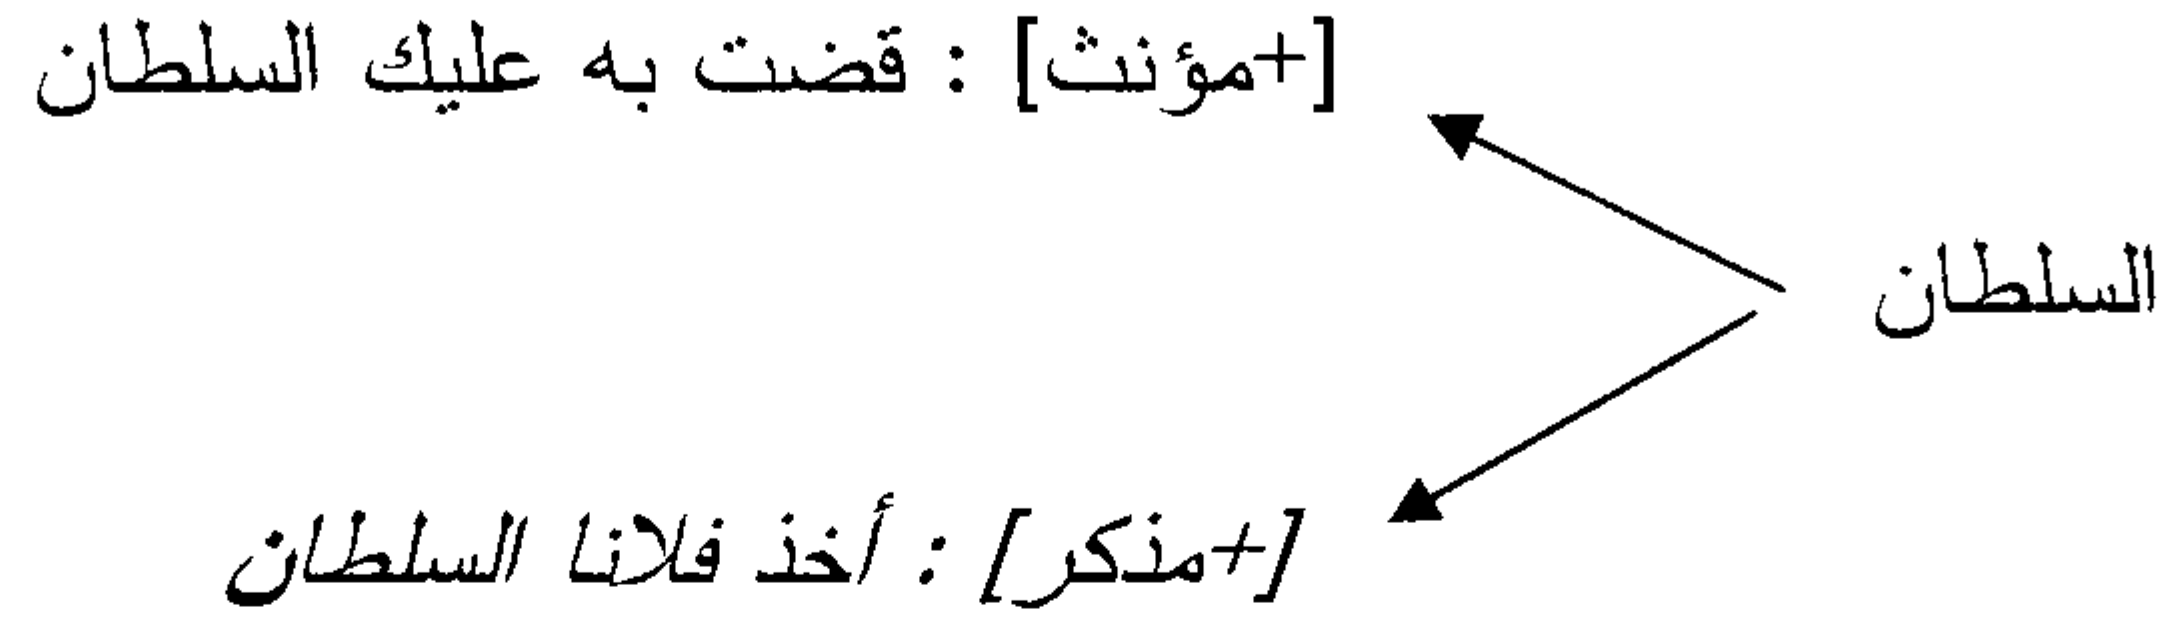 [+مؤنث] : قضت به عليك السلطان
السلطان
[+مذكر] : أخذ فلانا السلطان